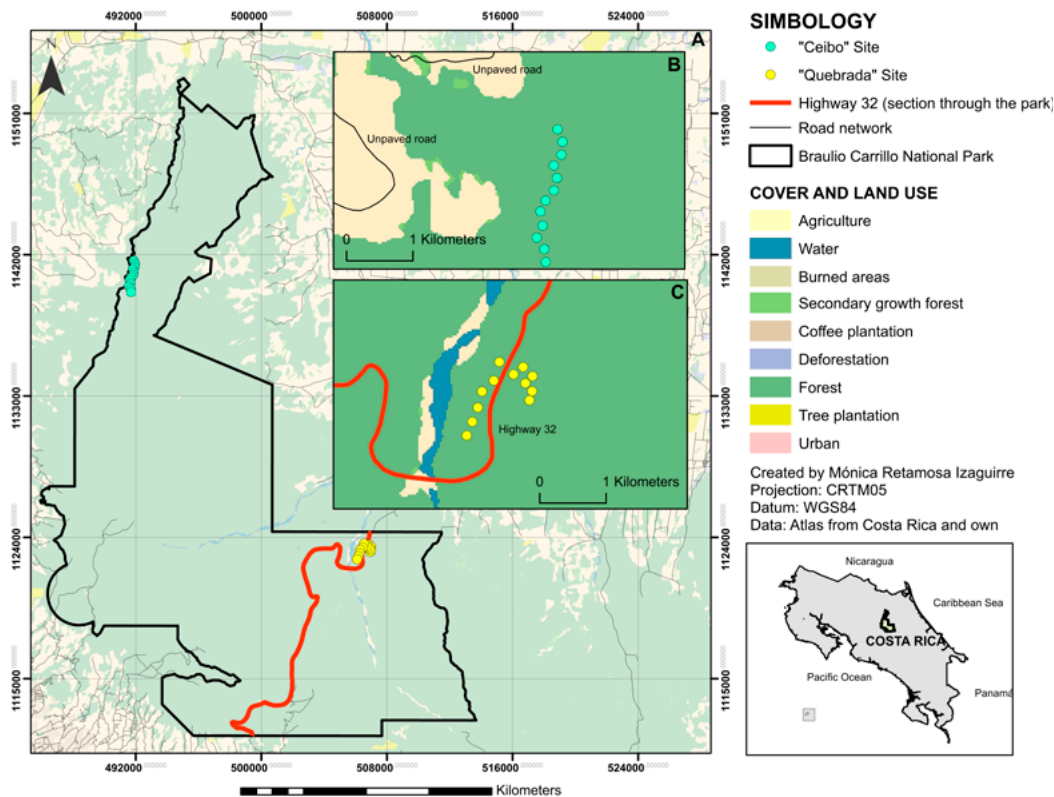 492000 500000 508000 516000 524000
N
A
B
Unpaved road
Unpaved road
0 1 Kilometers
C
Highway 32
0 1 Kilometers
1151000 1151000
1142000 1142000
1133000 1133000
1124000 1124000
1115000 1115000
492000 500000 508000 516000 524000
Kilometers
SIMBOLOGY
"Ceibo" Site
"Quebrada" Site
Highway 32 (section through the park)
Road network
Braulio Carrillo National Park
COVER AND LAND USE
Agriculture
Water
Burned areas
Secondary growth forest
Coffee plantation
Deforestation
Forest
Tree plantation
Urban
Created by Mónica Retamosa Izaguirre
Projection: CRTM05
Datum: WGS84
Data: Atlas from Costa Rica and own
Nicaragua
Caribbean Sea
COSTA RICA
Pacific Ocean
Panamá